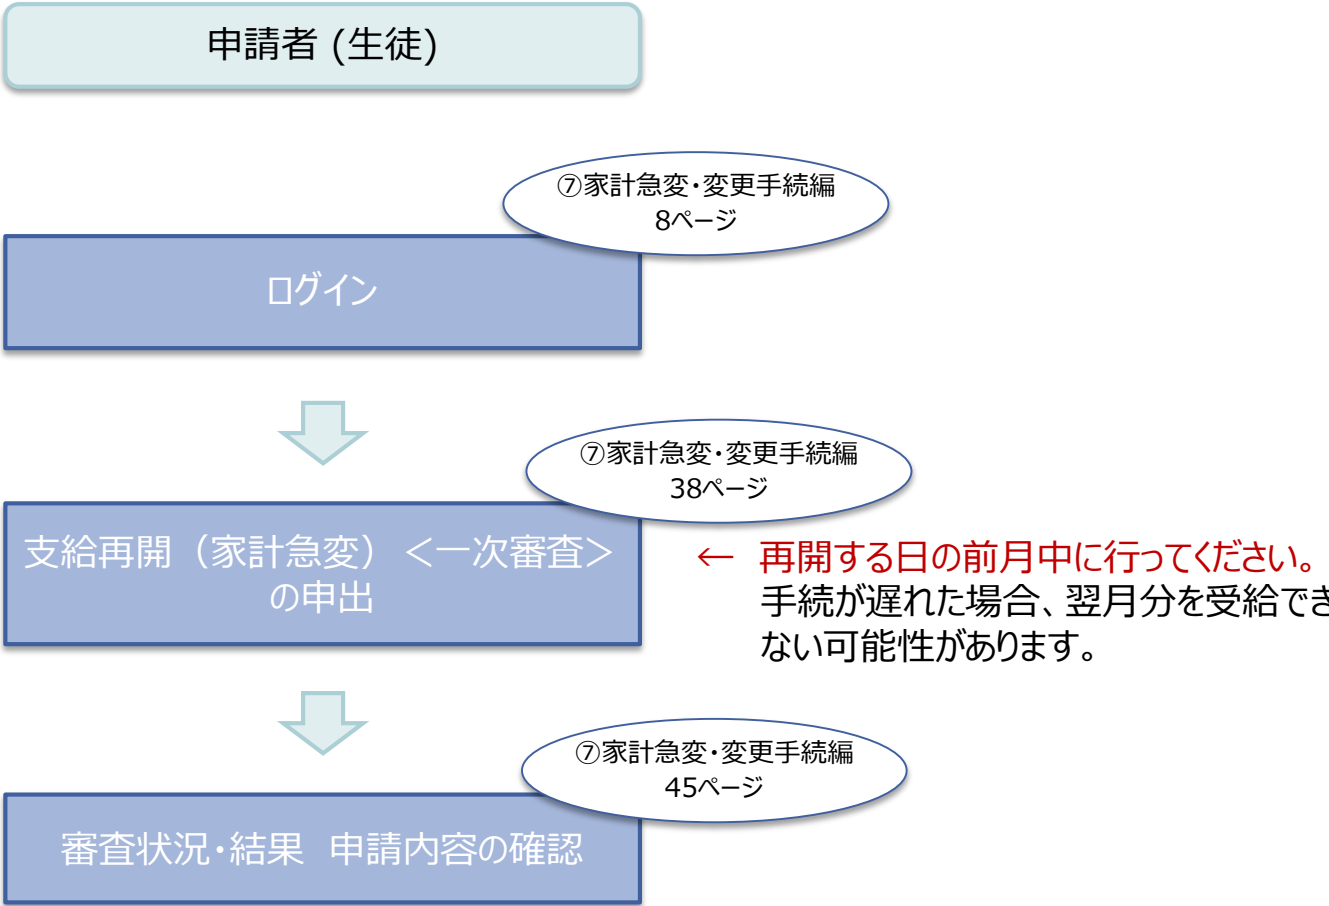 申請者 (生徒)
⑦家計急変・変更手続編
8ページ
ログイン
⑦家計急変・変更手続編
38ページ
支給再開（家計急変）＜一次審査＞
の申出
← 再開する日の前月中に行ってください。
手続が遅れた場合、翌月分を受給でき
ない可能性があります。
⑦家計急変・変更手続編
45ページ
審査状況・結果　申請内容の確認